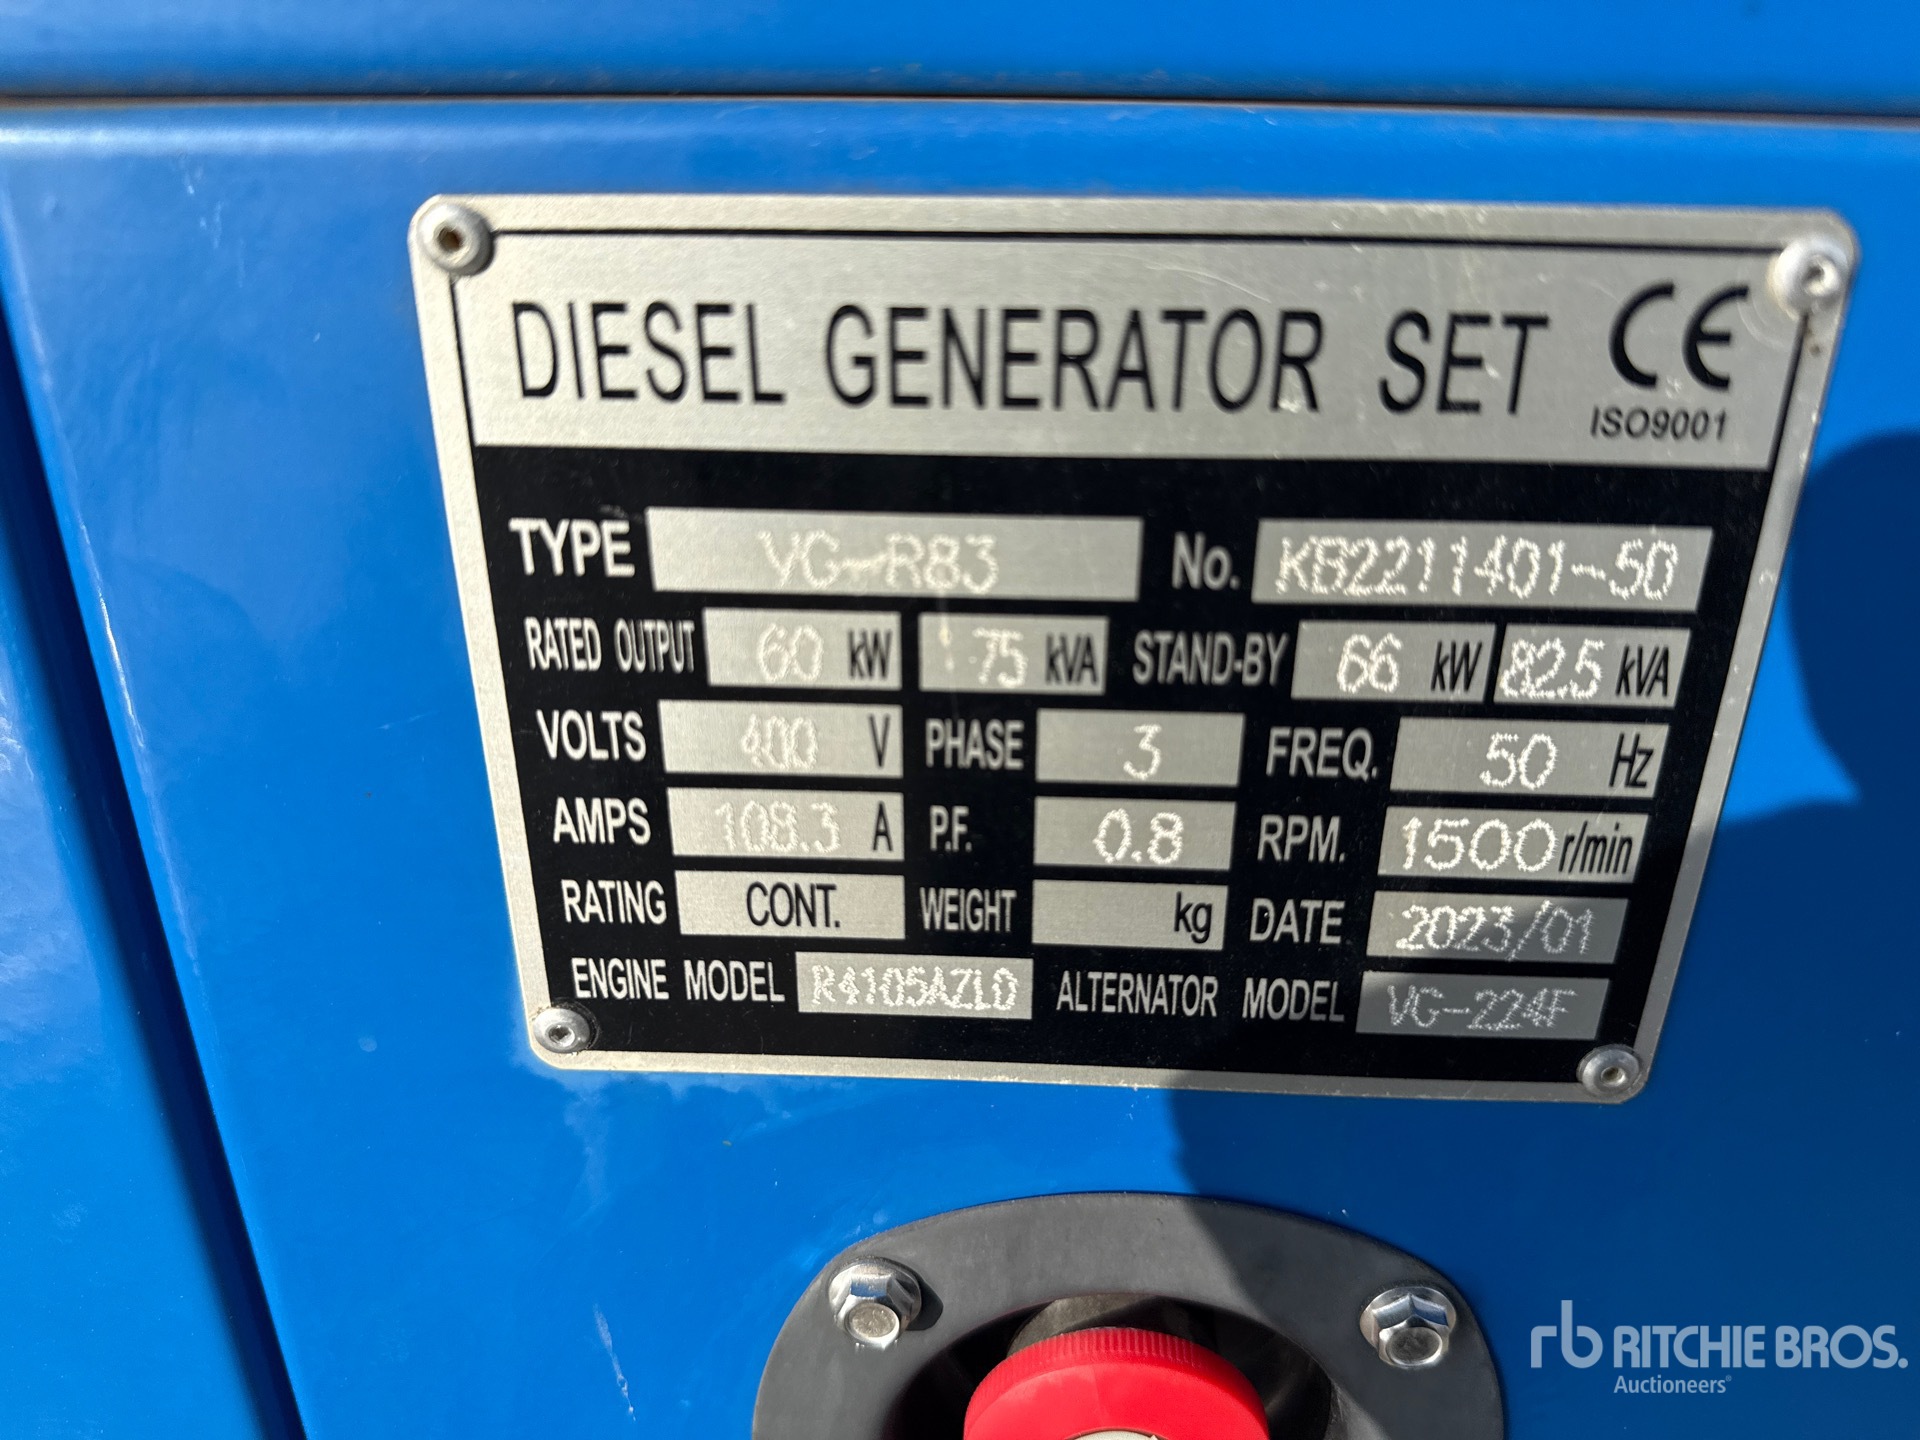 DIESEL GENERATOR SET CE
ISO9001
TYPE VG-R83 No. KB2211401-50
RATED OUTPUT 60 kW 75 kVA STAND-BY 66 kW 82.5 kVA
VOLTS 400 V PHASE 3 FREQ. 50 Hz
AMPS 108.3 A P.F. 0.8 RPM. 1500 r/min
RATING CONT. WEIGHT kg DATE 2023/01
ENGINE MODEL R4105AZLD ALTERNATOR MODEL VG-224F
rb RITCHIE BROS.
Auctioneers